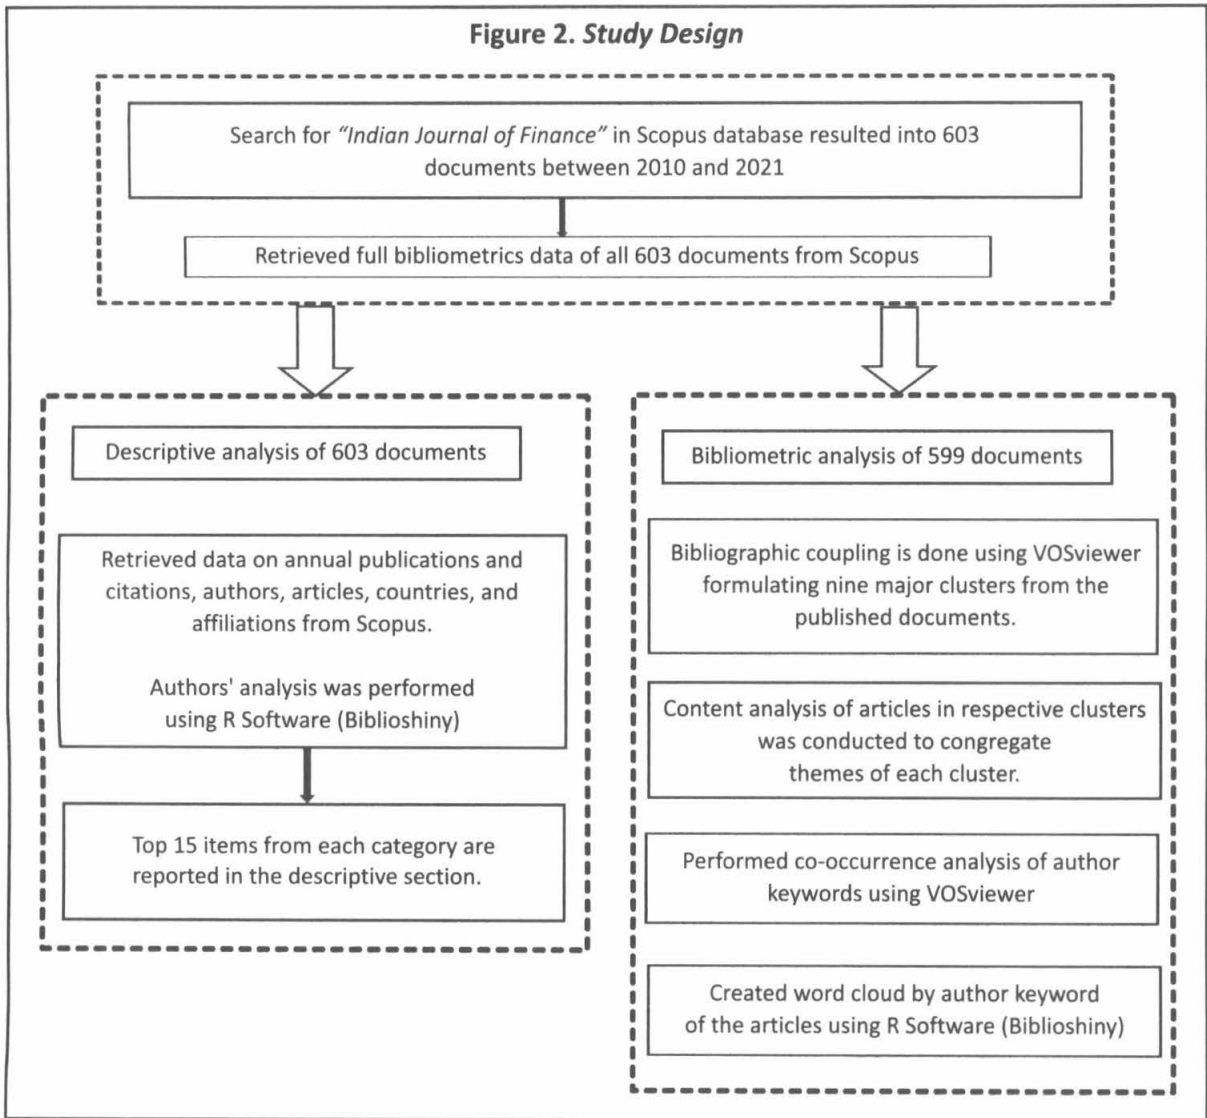 Figure 2. Study Design
Search for “Indian Journal of Finance” in Scopus database resulted into 603
documents between 2010 and 2021
Retrieved full bibliometrics data of all 603 documents from Scopus
Descriptive analysis of 603 documents
Retrieved data on annual publications and
citations, authors, articles, countries, and
affiliations from Scopus.
Authors' analysis was performed
using R Software (Biblioshiny)
Top 15 items from each category are
reported in the descriptive section.
Bibliometric analysis of 599 documents
Bibliographic coupling is done using VOSviewer
formulating nine major clusters from the
published documents.
Content analysis of articles in respective clusters
was conducted to congregate
themes of each cluster.
Performed co-occurrence analysis of author
keywords using VOSviewer
Created word cloud by author keyword
of the articles using R Software (Biblioshiny)